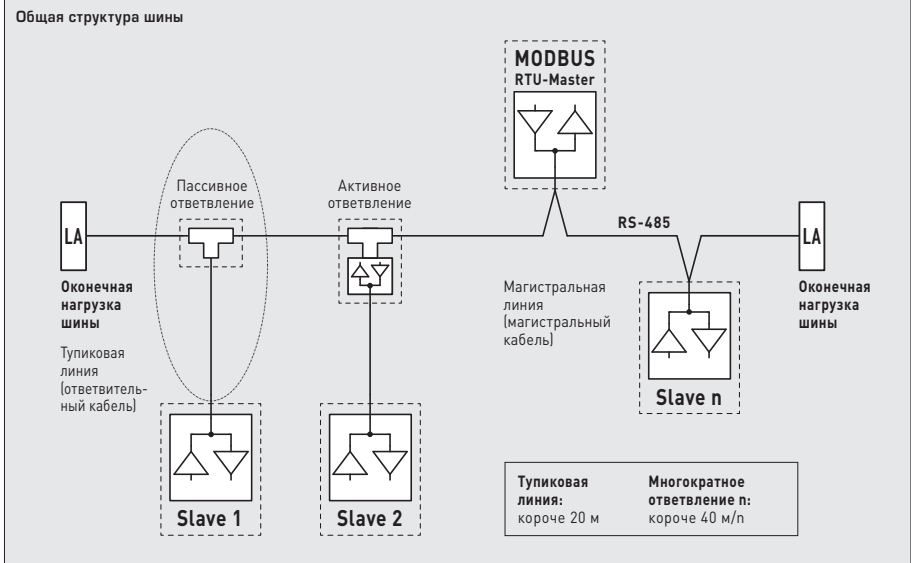 Общая структура шины
MODBUS
RTU-Master
Пассивное
ответвление
Активное
ответвление
RS-485
LA
LA
Оконечная
нагрузка
шины
Тупиковая
линия
(ответвитель-
ный кабель)
Магистральная
линия
(магистральный
кабель)
Оконечная
нагрузка
шины
Slave n
Slave 1
Slave 2
Тупиковая
линия:
короче 20 м
Многократное
ответвление n:
короче 40 м/n